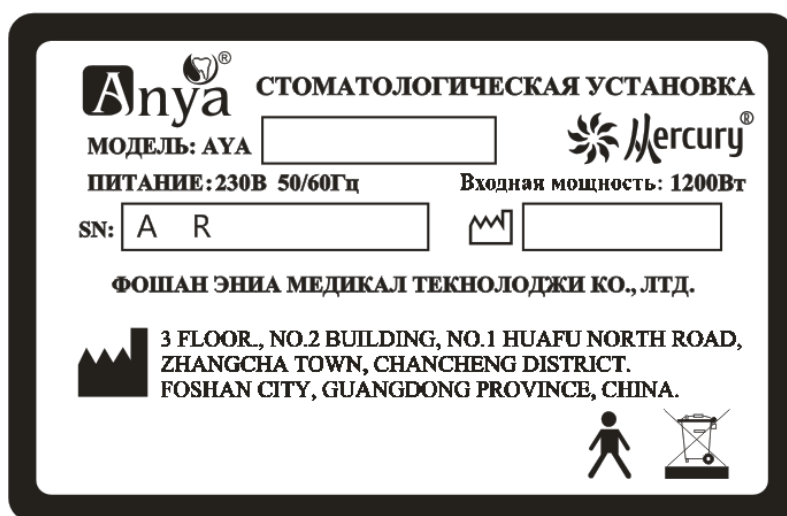 Anya®
СТОМАТОЛОГИЧЕСКАЯ УСТАНОВКА
МОДЕЛЬ: AYA
Mercury®
ПИТАНИЕ:230В 50/60Гц Входная мощность: 1200Вт
SN: A R
ФОШАН ЭНИА МЕДИКАЛ ТЕКНОЛОДЖИ КО., ЛТД.
3 FLOOR., NO.2 BUILDING, NO.1 HUAFU NORTH ROAD,
ZHANGCHA TOWN, CHANCHENG DISTRICT.
FOSHAN CITY, GUANGDONG PROVINCE, CHINA.